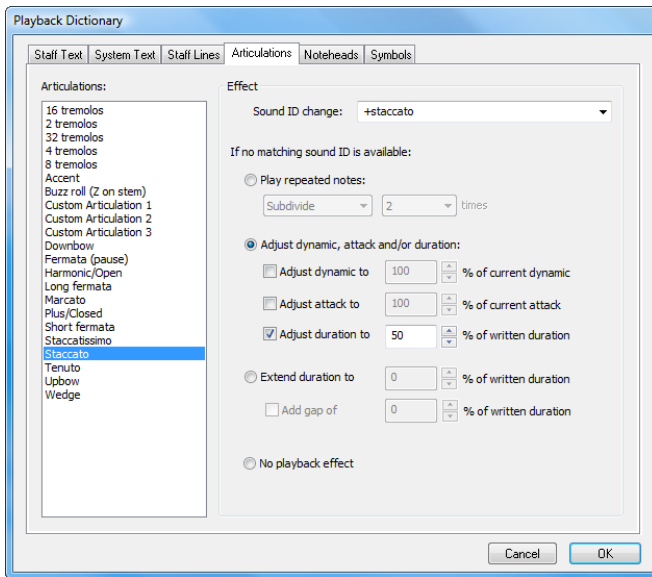 Playback Dictionary
Staff Text System Text Staff Lines Articulations Noteheads Symbols
Articulations:
16 tremolos
2 tremolos
32 tremolos
4 tremolos
8 tremolos
Accent
Buzz roll (Z on stem)
Custom Articulation 1
Custom Articulation 2
Custom Articulation 3
Downbow
Fermata (pause)
Harmonic/Open
Long fermata
Marcato
Plus/Closed
Short fermata
Staccatissimo
Staccato
Tenuto
Upbow
Wedge
Effect
Sound ID change: +staccato
If no matching sound ID is available:
Play repeated notes:
Subdivide 2 times
Adjust dynamic, attack and/or duration:
Adjust dynamic to 100 % of current dynamic
Adjust attack to 100 % of current attack
Adjust duration to 50 % of written duration
Extend duration to 0 % of written duration
Add gap of 0 % of written duration
No playback effect
Cancel OK